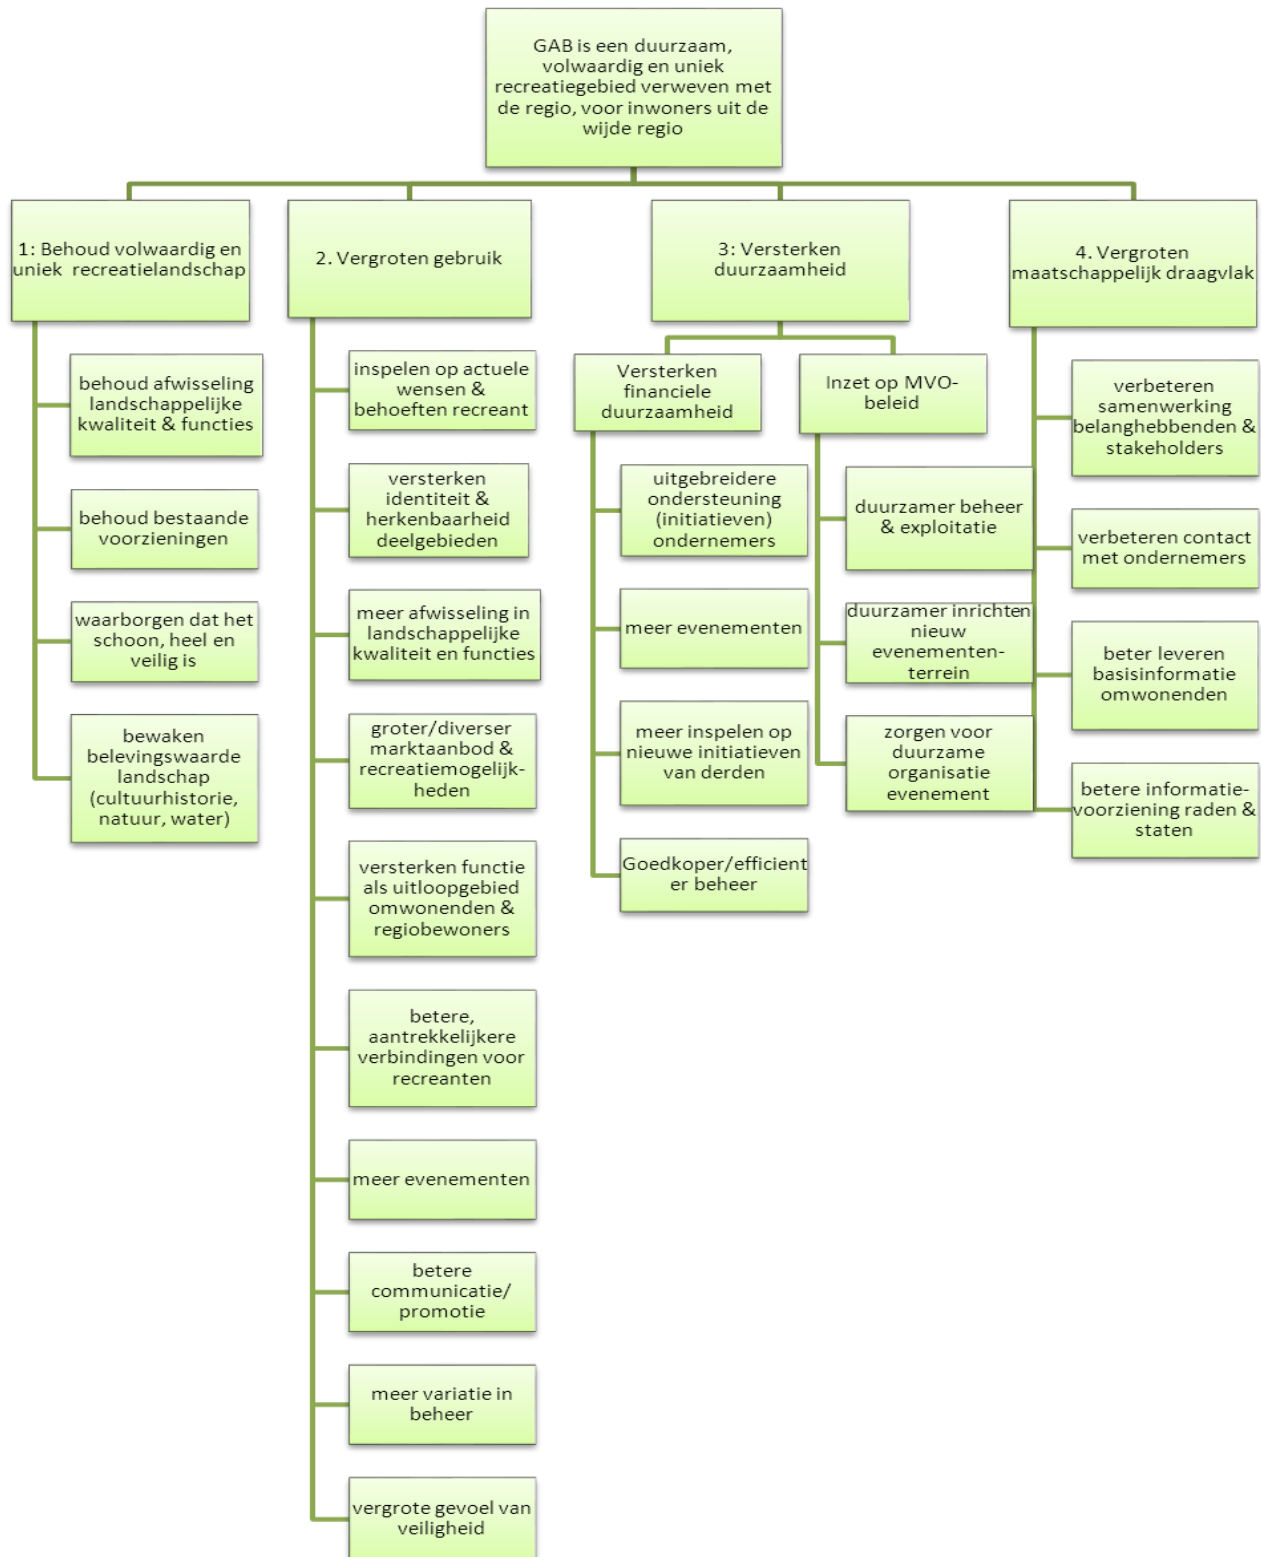 GAB is een duurzaam,
volwaardig en uniek
recreatiegebied verweven met
de regio, voor inwoners uit de
wijde regio
1: Behoud volwaardig en
uniek recreatielandschap
behoud afwisseling
landschappelijke
kwaliteit & functies
behoud bestaande
voorzieningen
waarborgen dat het
schoon, heel en
veilig is
bewaken
belevingswaarde
landschap
(cultuurhistorie,
natuur, water)
2. Vergroten gebruik
inspelen op actuele
wensen &
behoeften recreant
versterken
identiteit &
herkenbaarheid
deelgebieden
meer afwisseling in
landschappelijke
kwaliteit en functies
groter/diverser
marktaanbod &
recreatiemogelijk-
heden
versterken functie
als uitloopgebied
omwonenden &
regiobewoners
betere,
aantrekkelijkere
verbindingen voor
recreanten
meer evenementen
betere
communicatie/
promotie
meer variatie in
beheer
vergrote gevoel van
veiligheid
3: Versterken
duurzaamheid
Versterken
financiele
duurzaamheid
uitgebreidere
ondersteuning
(initiatieven)
ondernemers
meer evenementen
meer inspelen op
nieuwe initiatieven
van derden
Goedkoper/efficient
er beheer
Inzet op MVO-
beleid
duurzamer beheer
& exploitatie
duurzamer inrichten
nieuw
evenementen-
terrein
zorgen voor
duurzame
organisatie
evenement
4. Vergroten
maatschappelijk draagvlak
verbeteren
samenwerking
belanghebbenden &
stakeholders
verbeteren contact
met ondernemers
beter leveren
basisinformatie
omwonenden
betere informatie-
voorziening raden &
staten